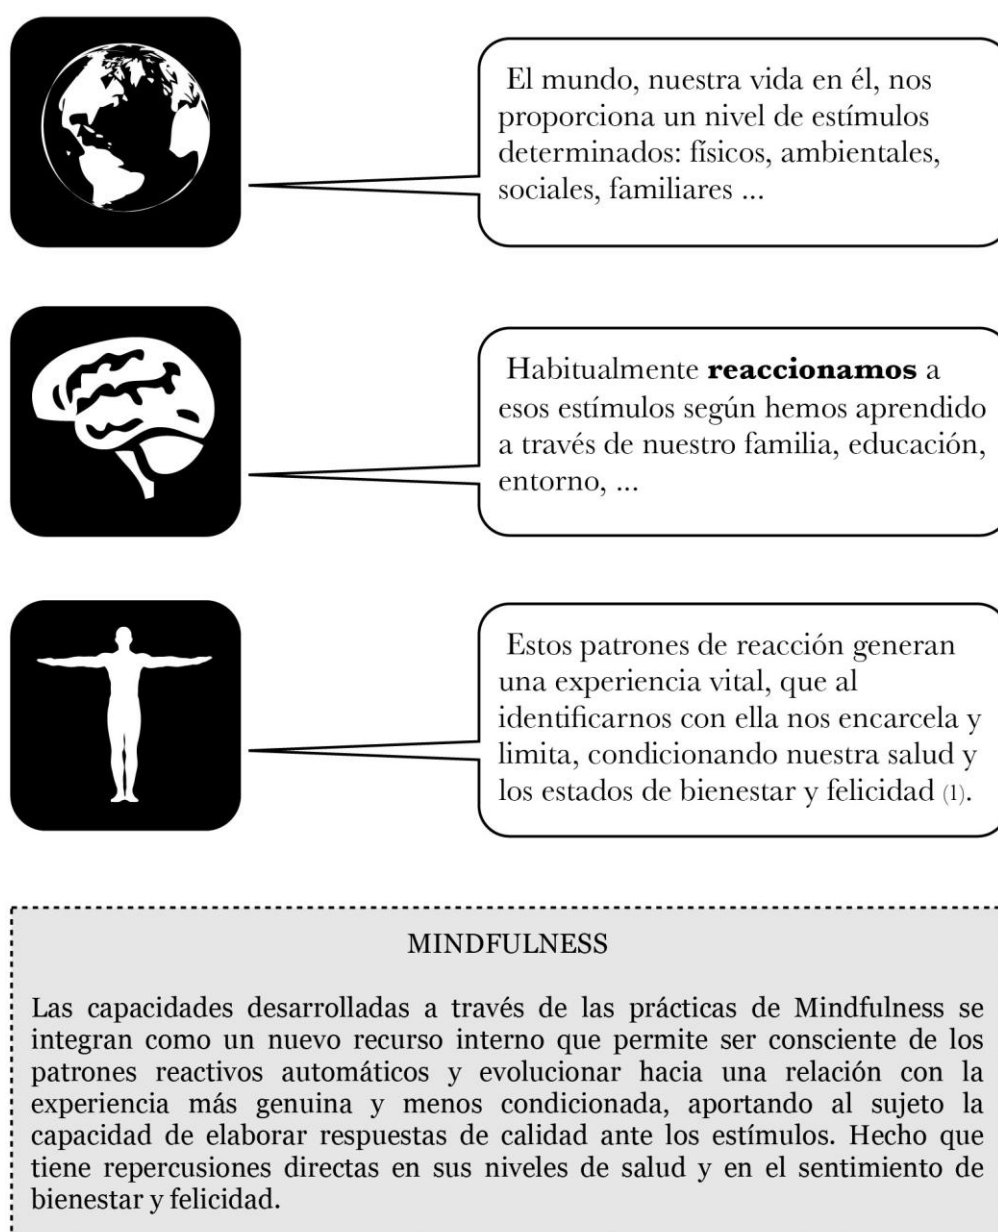 El mundo, nuestra vida en él, nos
proporciona un nivel de estímulos
determinados: físicos, ambientales,
sociales, familiares ...
Habitualmente reaccionamos a
esos estímulos según hemos aprendido
a través de nuestro familia, educación,
entorno, ...
Estos patrones de reacción generan
una experiencia vital, que al
identificarnos con ella nos encarcela y
limita, condicionando nuestra salud y
los estados de bienestar y felicidad (1).
MINDFULNESS
Las capacidades desarrolladas a través de las prácticas de Mindfulness se
integran como un nuevo recurso interno que permite ser consciente de los
patrones reactivos automáticos y evolucionar hacia una relación con la
experiencia más genuina y menos condicionada, aportando al sujeto la
capacidad de elaborar respuestas de calidad ante los estímulos. Hecho que
tiene repercusiones directas en sus niveles de salud y en el sentimiento de
bienestar y felicidad.